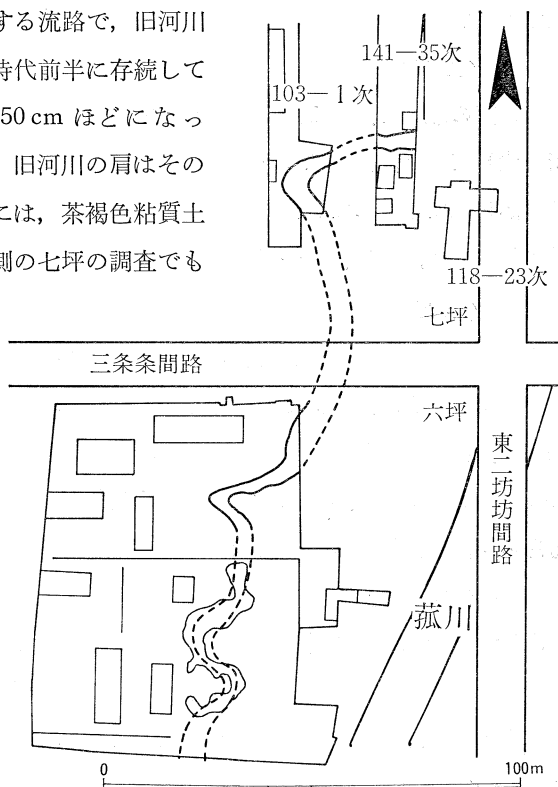 する流路で，旧河川
時代前半に存続して
50 cm ほどになっ
旧河川の肩はその
には，茶褐色粘質土
側の七坪の調査でも
141—35次
103—1次
118—23次
七坪
三条条間路
六坪
東二坊坊間路
菰川
0
100m